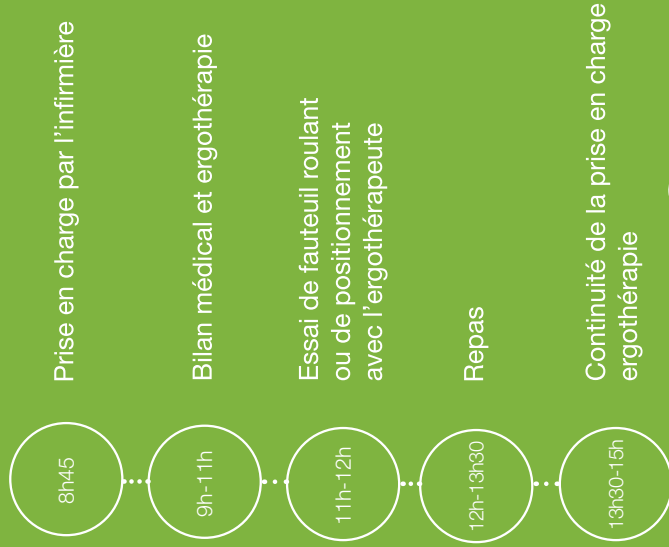 8h45
Prise en charge par l'infirmière
9h-11h
Bilan médical et ergothérapie
11h-12h
Essai de fauteuil roulant
ou de positionnement
avec l'ergothérapeute
12h-13h30
Repas
13h30-15h
Continuité de la prise en charge
ergothérapie